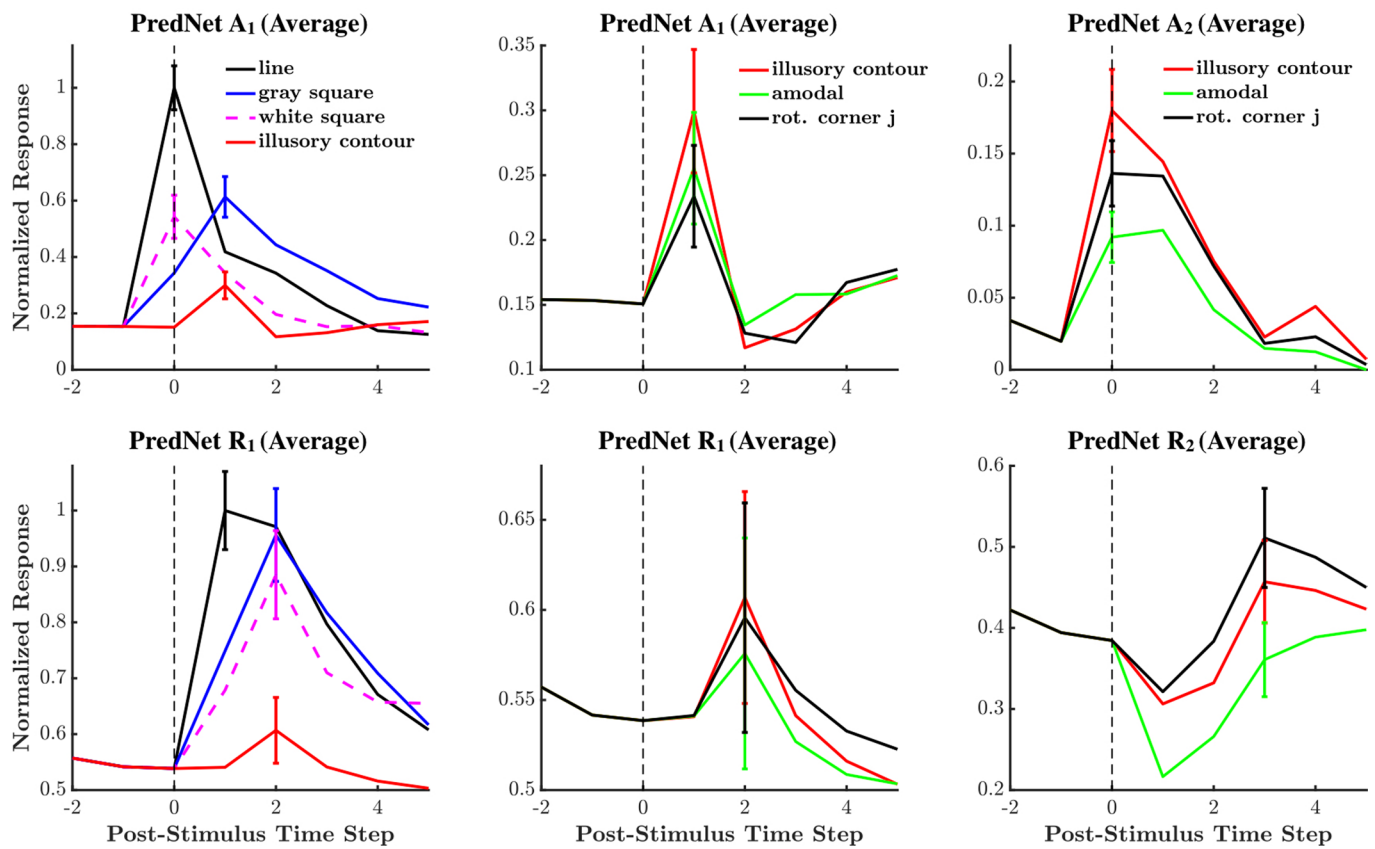 PredNet A1 (Average)
PredNet A1 (Average)
PredNet A2 (Average)
Normalized Response
1
0.8
0.6
0.4
0.2
0
-2
0
2
4
line
gray square
white square
illusory contour
0.35
0.3
0.25
0.2
0.15
0.1
-2
0
2
4
illusory contour
amodal
rot. corner j
0.2
0.15
0.1
0.05
0
-2
0
2
4
illusory contour
amodal
rot. corner j
PredNet R1 (Average)
PredNet R1 (Average)
PredNet R2 (Average)
Normalized Response
1
0.9
0.8
0.7
0.6
0.5
-2
0
2
4
Post-Stimulus Time Step
0.65
0.6
0.55
0.5
-2
0
2
4
Post-Stimulus Time Step
0.6
0.5
0.4
0.3
0.2
-2
0
2
4
Post-Stimulus Time Step